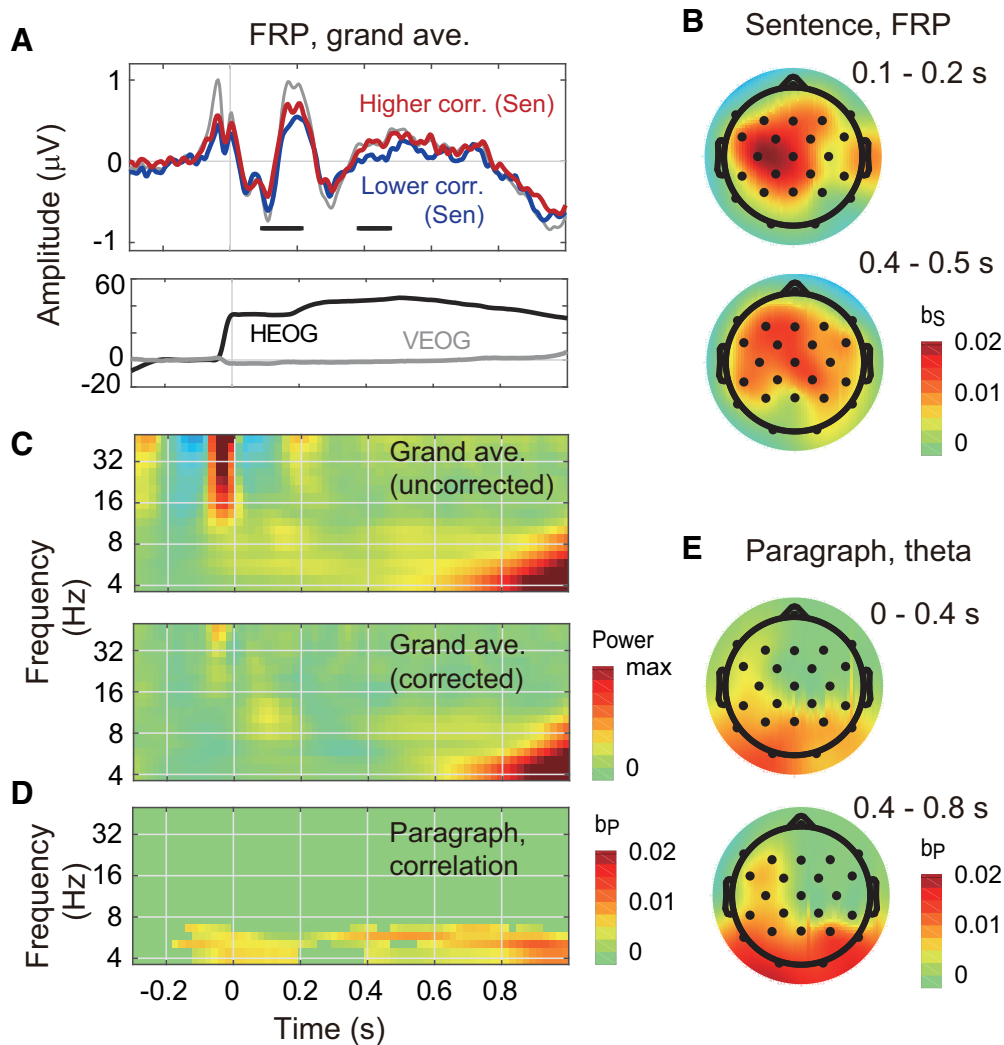 A
FRP, grand ave.
1
0
-1
Amplitude (μV)
Higher corr. (Sen)
Lower corr.
(Sen)
60
0
-20
HEOG
VEOG
B
Sentence, FRP
0.1 - 0.2 s
0.4 - 0.5 s
bS
0.02
0.01
0
C
32
16
8
4
Grand ave.
(uncorrected)
Frequency
(Hz)
32
16
8
4
Grand ave.
(corrected)
Power
max
0
D
Frequency
(Hz)
32
16
8
4
Paragraph,
correlation
bP
0.02
0.01
0
-0.2
0
0.2
0.4
0.6
0.8
Time (s)
E
Paragraph, theta
0 - 0.4 s
0.4 - 0.8 s
bP
0.02
0.01
0